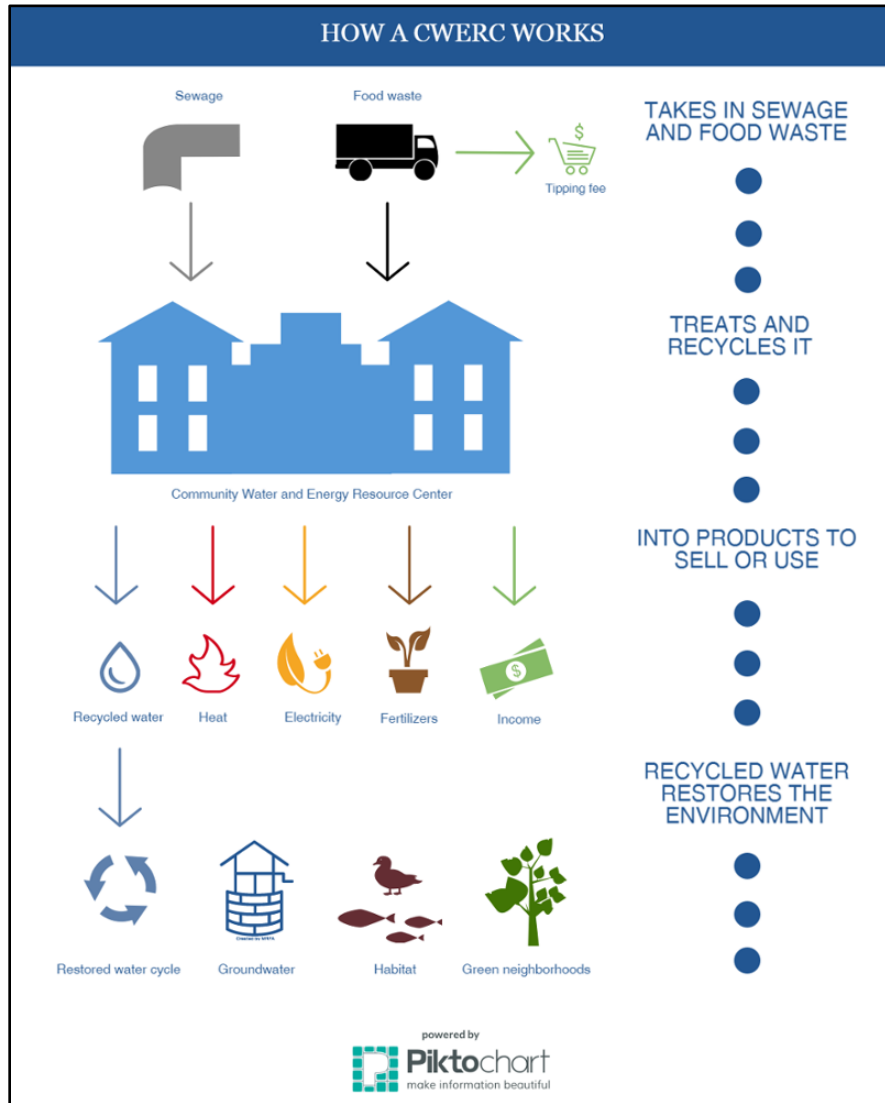 HOW A CWERC WORKS
Sewage
Food waste
TAKES IN SEWAGE
AND FOOD WASTE
$
Tipping fee
TREATS AND
RECYCLES IT
Community Water and Energy Resource Center
INTO PRODUCTS TO
SELL OR USE
$
Recycled water
Heat
Electricity
Fertilizers
Income
RECYCLED WATER
RESTORES THE
ENVIRONMENT
Restored water cycle
Groundwater
Habitat
Green neighborhoods
powered by
Piktochart
make information beautiful